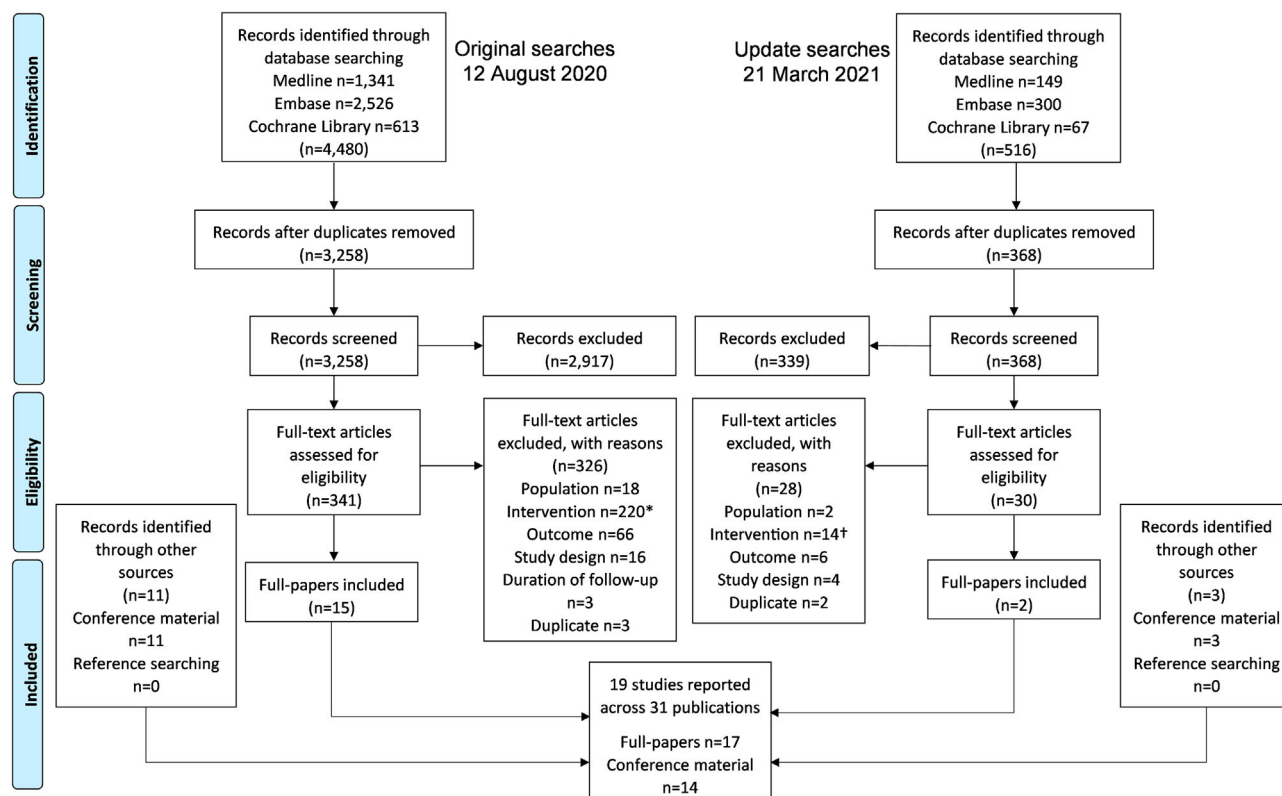 Identification
Screening
Eligibility
Included
Original searches
12 August 2020
Update searches
21 March 2021
Records identified through
database searching
Medline n=1,341
Embase n=2,526
Cochrane Library n=613
(n=4,480)
Records identified through
database searching
Medline n=149
Embase n=300
Cochrane Library n=67
(n=516)
Records after duplicates removed
(n=3,258)
Records after duplicates removed
(n=368)
Records screened
(n=3,258)
Records excluded
(n=2,917)
Records excluded
(n=339)
Records screened
(n=368)
Full-text articles
assessed for
eligibility
(n=341)
Full-text articles
excluded, with reasons
(n=326)
Population n=18
Intervention n=220*
Outcome n=66
Study design n=16
Duration of follow-up
n=3
Duplicate n=3
Full-text articles
excluded, with
reasons
(n=28)
Population n=2
Intervention n=14†
Outcome n=6
Study design n=4
Duplicate n=2
Full-text articles
assessed for
eligibility
(n=30)
Records identified
through other
sources
(n=11)
Conference material
n=11
Reference searching
n=0
Full-papers included
(n=15)
Full-papers included
(n=2)
Records identified
through other
sources
(n=3)
Conference material
n=3
Reference searching
n=0
19 studies reported
across 31 publications
Full-papers n=17
Conference material
n=14